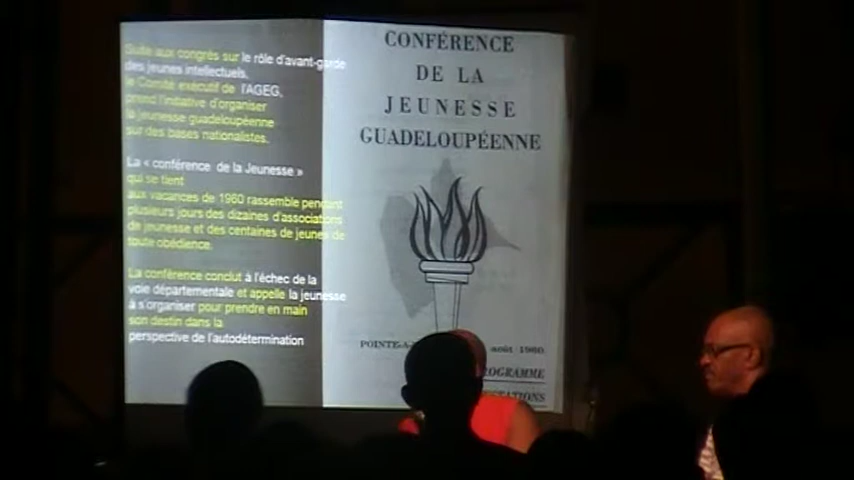 Suite aux congrès sur le rôle d'avant-garde
des jeunes intellectuels,
le Comité exécutif de l'AGEG,
prend l'initiative d'organiser
la jeunesse guadeloupéenne
sur des bases nationalistes.
La « conférence de la Jeunesse »
qui se tient
aux vacances de 1960 rassemble pendant
plusieurs jours des dizaines d'associations
de jeunesse et des centaines de jeunes de
toute obédience.
La conférence conclut à l'échec de la
voie départementale et appelle la jeunesse
à s'organiser pour prendre en main
son destin dans la
perspective de l'autodétermination
CONFÉRENCE
DE LA
JEUNESSE
GUADELOUPÉENNE
POINTE-A- août 1960